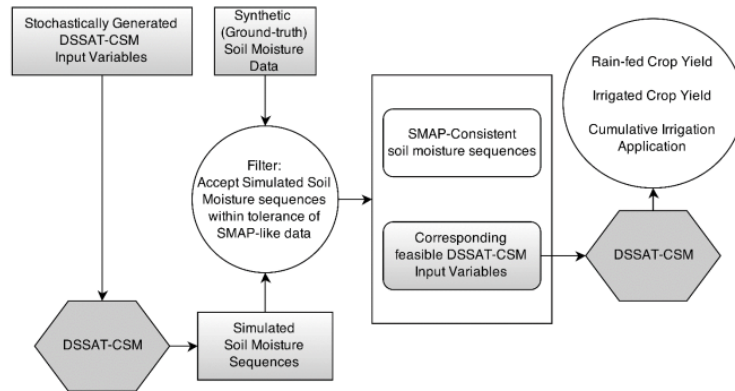 Stochastically Generated
DSSAT-CSM
Input Variables
Synthetic
(Ground-truth)
Soil Moisture
Data
Rain-fed Crop Yield
Irrigated Crop Yield
Cumulative Irrigation
Application
SMAP-Consistent
soil moisture sequences
Filter:
Accept Simulated Soil
Moisture sequences
within tolerance of
SMAP-like data
Corresponding
feasible DSSAT-CSM
Input Variables
DSSAT-CSM
DSSAT-CSM
Simulated
Soil Moisture
Sequences